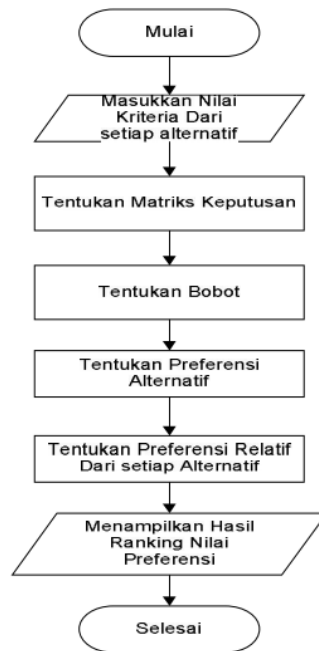 Mulai
Masukkan Nilai
Kriteria Dari
setiap alternatif
Tentukan Matriks Keputusan
Tentukan Bobot
Tentukan Preferensi
Alternatif
Tentukan Preferensi Relatif
Dari setiap Alternatif
Menampilkan Hasil
Ranking Nilai
Preferensi
Selesai